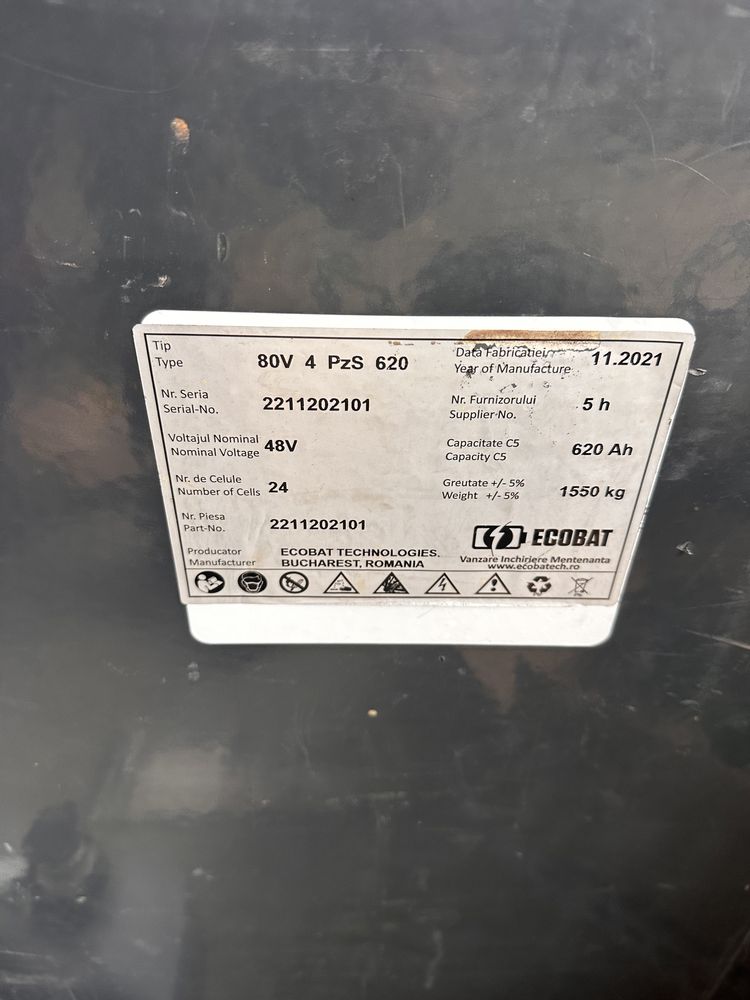 Tip
Type
80V 4 PzS 620
Data Fabricatiei
Year of Manufacture
11.2021
Nr. Seria
Serial-No.
2211202101
Nr. Furnizorului
Supplier-No.
5 h
Voltajul Nominal
Nominal Voltage
48V
Capacitate C5
Capacity C5
620 Ah
Nr. de Celule
Number of Cells
24
Greutate +/- 5%
Weight +/- 5%
1550 kg
Nr. Piesa
Part-No.
2211202101
ECOBAT
Vanzare Inchiriere Mentenanta
www.ecobatech.ro
Producator
Manufacturer
ECOBAT TECHNOLOGIES.
BUCHAREST, ROMANIA